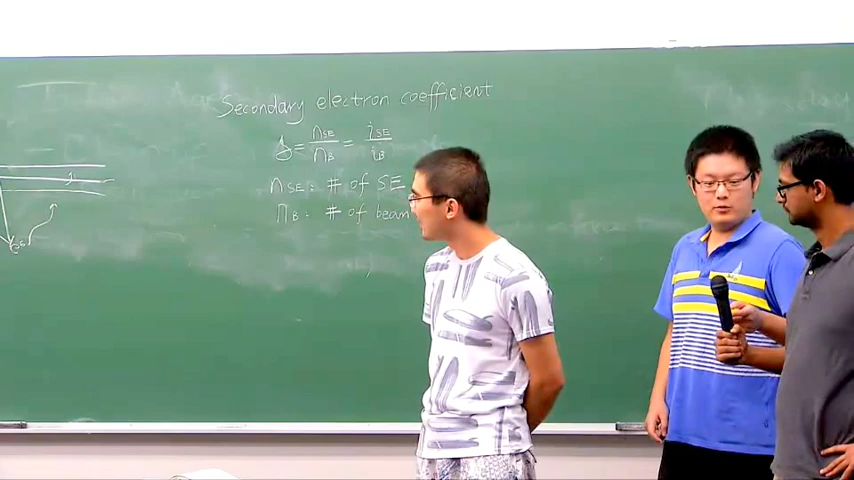 Secondary electron coefficient
δ = nSE/nB = iSE/iB
nSE : # of SE
nB : # of beam